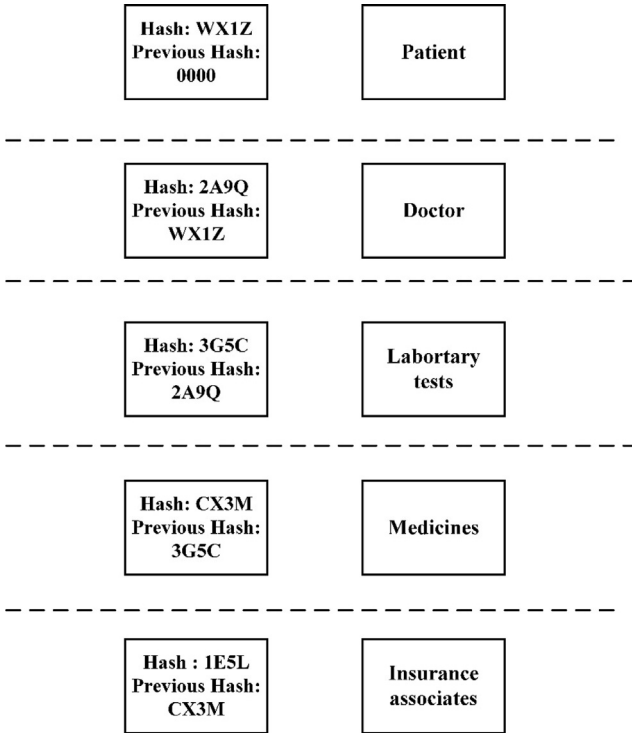 Hash: WX1Z
Previous Hash:
0000
Patient
Hash: 2A9Q
Previous Hash:
WX1Z
Doctor
Hash: 3G5C
Previous Hash:
2A9Q
Labortary
tests
Hash: CX3M
Previous Hash:
3G5C
Medicines
Hash : 1E5L
Previous Hash:
CX3M
Insurance
associates